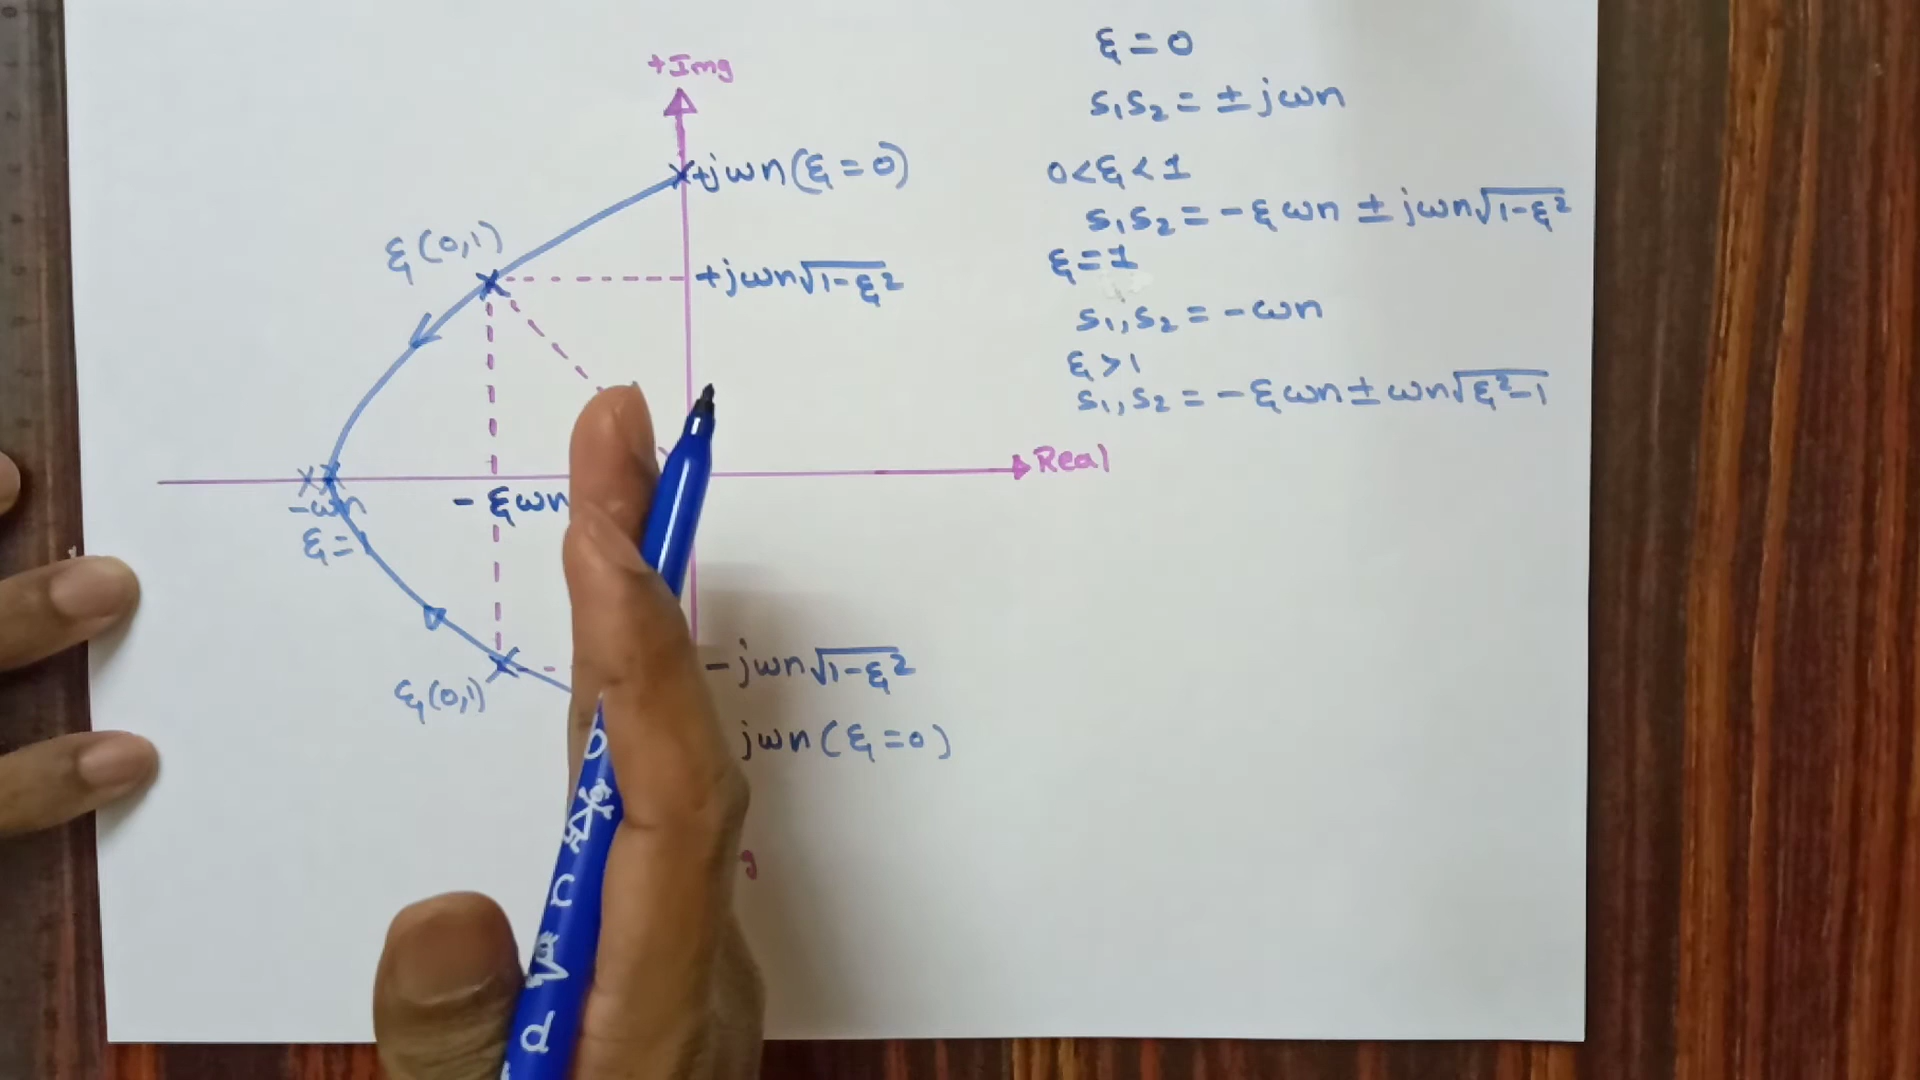 +Img
+jωn(ξ=0)
ξ(0,1)
+jωn√1-ξ²
-ωn
ξ=1
-ξωn
Real
ξ(0,1)
-jωn√1-ξ²
jωn(ξ=0)
g
ξ=0
s₁s₂=±jωn
0<ξ<1
s₁s₂=-ξωn±jωn√1-ξ²
ξ=1
s₁,s₂=-ωn
ξ>1
s₁,s₂=-ξωn±ωn√ξ²-1